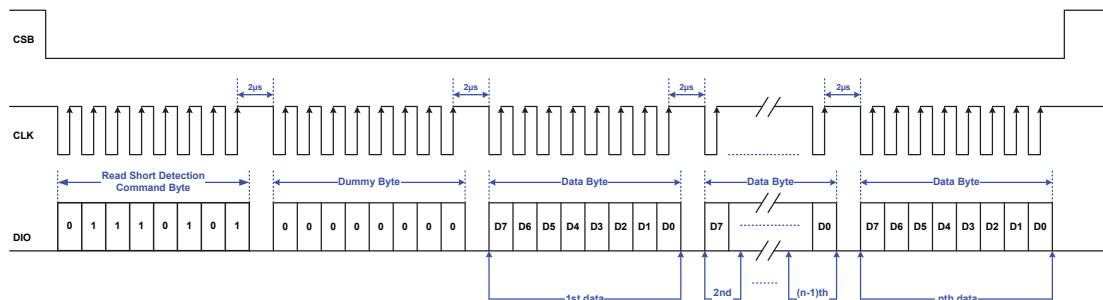 CSB
2µs 2µs 2µs 2µs
CLK
Read Short Detection
Command Byte
Dummy Byte Data Byte Data Byte Data Byte
DIO 0 1 1 1 0 1 0 1 0 0 0 0 0 0 0 0 D7 D6 D5 D4 D3 D2 D1 D0 D7 D0 D7 D6 D5 D4 D3 D2 D1 D0
1st data 2nd (n-1)th nth data